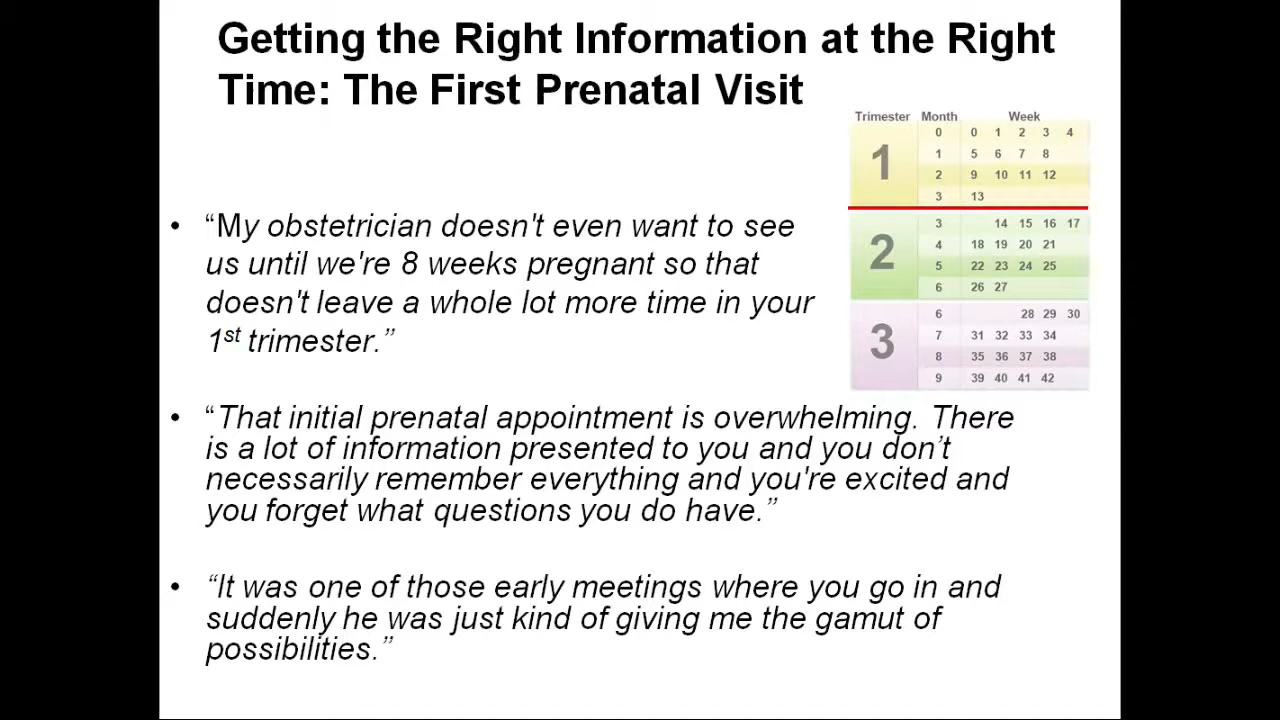 Getting the Right Information at the Right
Time: The First Prenatal Visit
Trimester Month Week
1
0 0 1 2 3 4
1 5 6 7 8
2 9 10 11 12
3 13
2
3 14 15 16 17
4 18 19 20 21
5 22 23 24 25
6 26 27
3
6 28 29 30
7 31 32 33 34
8 35 36 37 38
9 39 40 41 42
• “My obstetrician doesn't even want to see
us until we're 8 weeks pregnant so that
doesn't leave a whole lot more time in your
1st trimester.”
• “That initial prenatal appointment is overwhelming. There
is a lot of information presented to you and you don’t
necessarily remember everything and you're excited and
you forget what questions you do have.”
• “It was one of those early meetings where you go in and
suddenly he was just kind of giving me the gamut of
possibilities.”